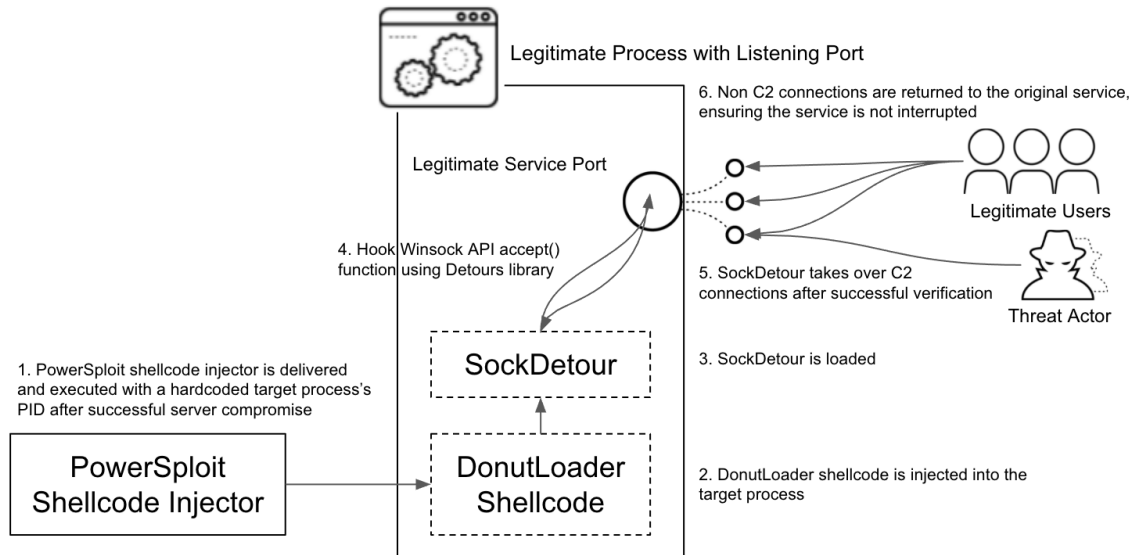 Legitimate Process with Listening Port
6. Non C2 connections are returned to the original service,
ensuring the service is not interrupted
Legitimate Service Port
Legitimate Users
4. Hook Winsock API accept()
function using Detours library
5. SockDetour takes over C2
connections after successful verification
Threat Actor
SockDetour
3. SockDetour is loaded
1. PowerSploit shellcode injector is delivered
and executed with a hardcoded target process’s
PID after successful server compromise
PowerSploit
Shellcode Injector
DonutLoader
Shellcode
2. DonutLoader shellcode is injected into the
target process